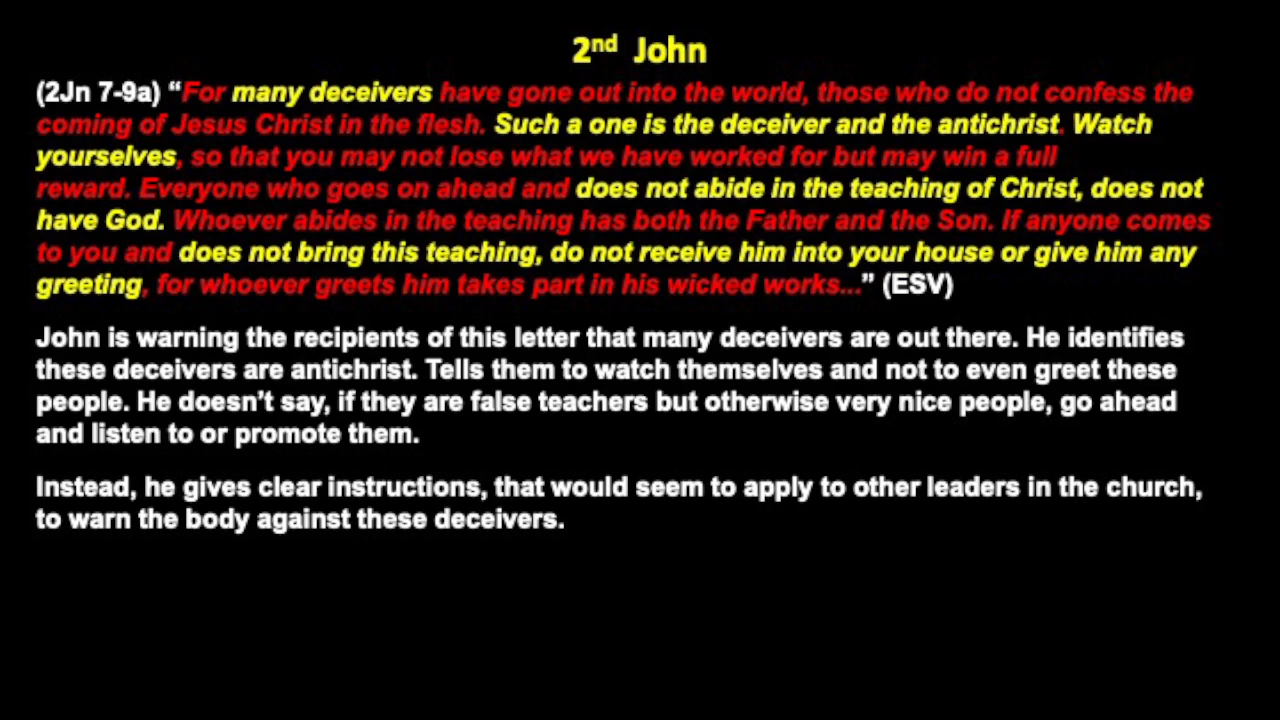 2nd John
(2Jn 7-9a) “For many deceivers have gone out into the world, those who do not confess the
coming of Jesus Christ in the flesh. Such a one is the deceiver and the antichrist. Watch
yourselves, so that you may not lose what we have worked for but may win a full
reward. Everyone who goes on ahead and does not abide in the teaching of Christ, does not
have God. Whoever abides in the teaching has both the Father and the Son. If anyone comes
to you and does not bring this teaching, do not receive him into your house or give him any
greeting, for whoever greets him takes part in his wicked works...” (ESV)
John is warning the recipients of this letter that many deceivers are out there. He identifies
these deceivers are antichrist. Tells them to watch themselves and not to even greet these
people. He doesn’t say, if they are false teachers but otherwise very nice people, go ahead
and listen to or promote them.
Instead, he gives clear instructions, that would seem to apply to other leaders in the church,
to warn the body against these deceivers.